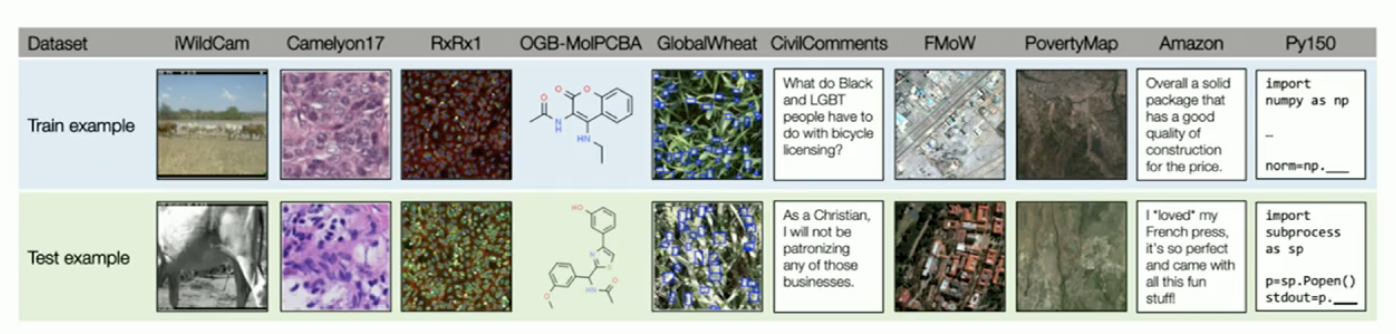 Dataset iWildCam Camelyon17 RxRx1 OGB-MolPCBA GlobalWheat CivilComments FMoW PovertyMap Amazon Py150
Train example
O
O
O
N
H
HN
What do Black
and LGBT
people have to
do with bicycle
licensing?
Overall a solid
package that
has a good
quality of
construction
for the price.
import
numpy as np
…
norm=np.___
Test example
HO
N
S
O
HN
O
As a Christian,
I will not be
patronizing
any of those
businesses.
I *loved* my
French press,
it's so perfect
and came with
all this fun
stuff!
import
subprocess
as sp
p=sp.Popen()
stdout=p.___